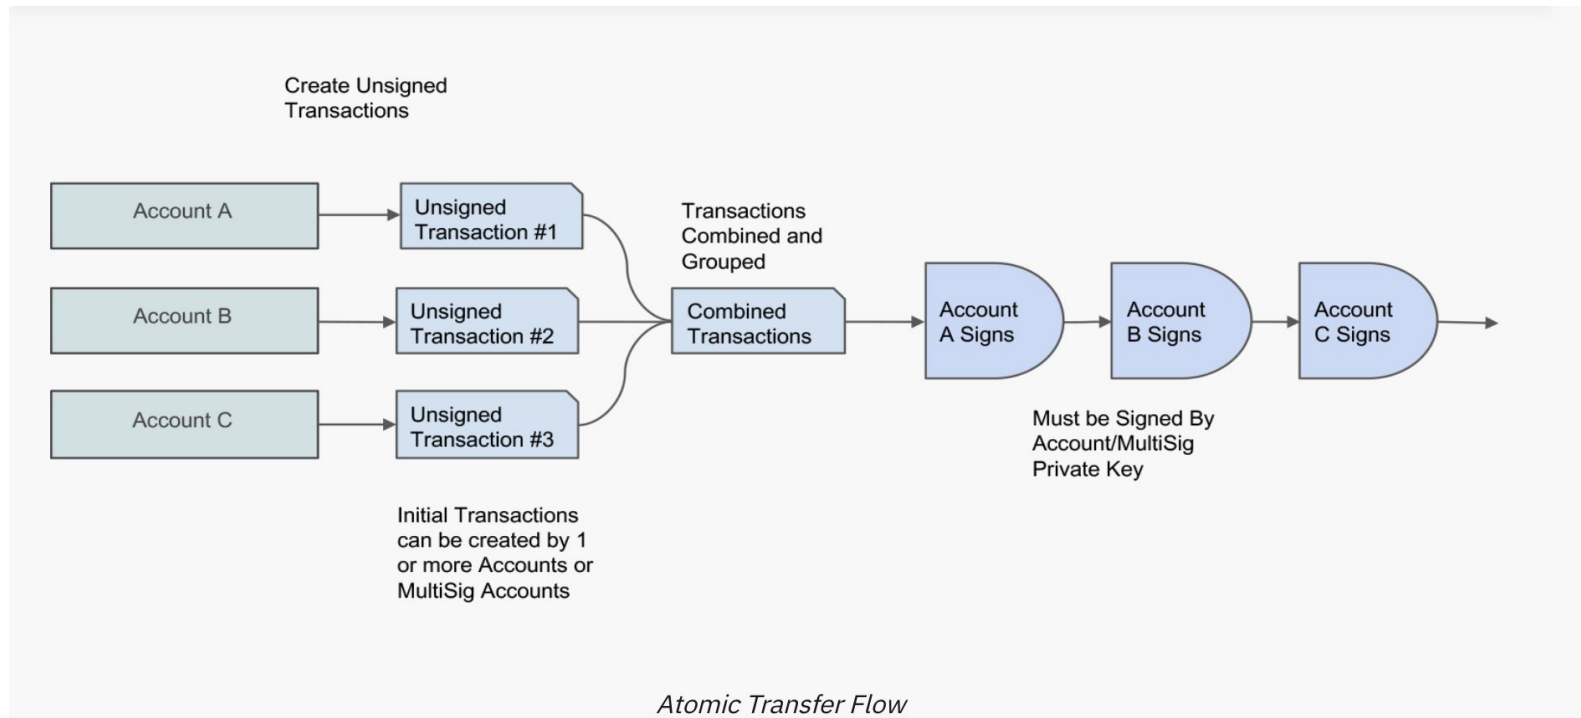 Create Unsigned
Transactions
Account A
Unsigned
Transaction #1
Account B
Unsigned
Transaction #2
Account C
Unsigned
Transaction #3
Initial Transactions
can be created by 1
or more Accounts or
MultiSig Accounts
Transactions
Combined and
Grouped
Combined
Transactions
Account
A Signs
Account
B Signs
Account
C Signs
Must be Signed By
Account/MultiSig
Private Key
Atomic Transfer Flow